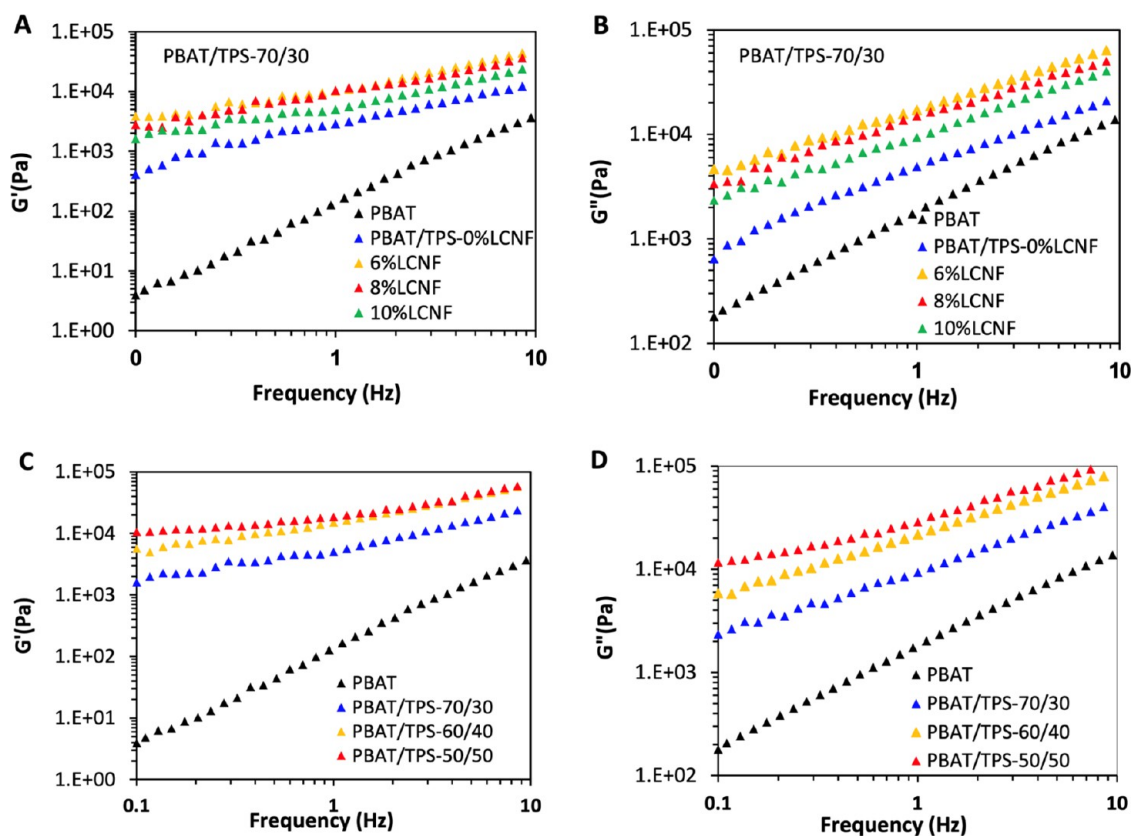 A
PBAT/TPS-70/30
1.E+05
1.E+04
1.E+03
1.E+02
1.E+01
1.E+00
G'(Pa)
PBAT
PBAT/TPS-0%LCNF
6%LCNF
8%LCNF
10%LCNF
0
1
10
Frequency (Hz)
B
PBAT/TPS-70/30
1.E+05
1.E+04
1.E+03
1.E+02
G"(Pa)
PBAT
PBAT/TPS-0%LCNF
6%LCNF
8%LCNF
10%LCNF
0
1
10
Frequency (Hz)
C
1.E+05
1.E+04
1.E+03
1.E+02
1.E+01
1.E+00
G'(Pa)
PBAT
PBAT/TPS-70/30
PBAT/TPS-60/40
PBAT/TPS-50/50
0.1
1
10
Frequency (Hz)
D
1.E+05
1.E+04
1.E+03
1.E+02
G"(Pa)
PBAT
PBAT/TPS-70/30
PBAT/TPS-60/40
PBAT/TPS-50/50
0.1
1
10
Frequency (Hz)